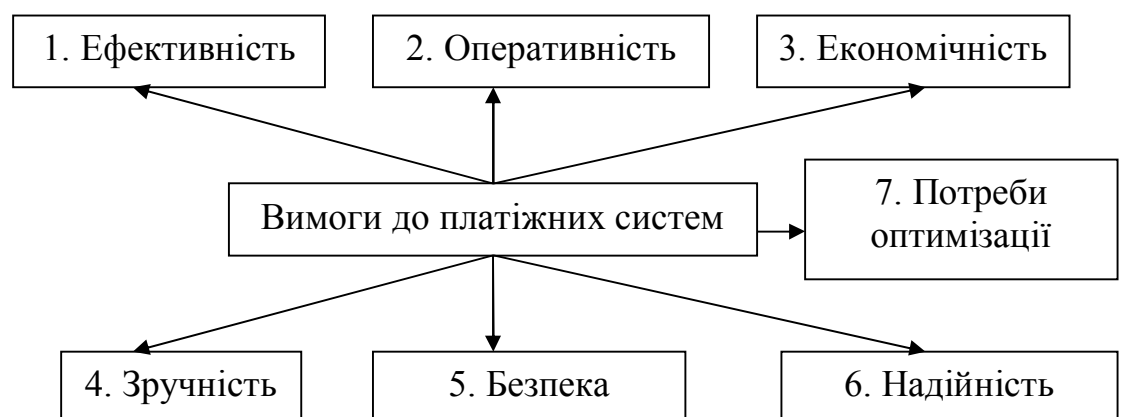 1. Ефективність
2. Оперативність
3. Економічність
Вимоги до платіжних систем
7. Потреби
оптимізації
4. Зручність
5. Безпека
6. Надійність